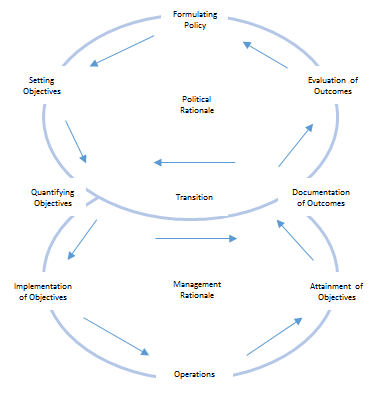 Formulating
Policy
Setting
Objectives
Evaluation of
Outcomes
Political
Rationale
Quantifying
Objectives
Transition
Documentation
of Outcomes
Implementation
of Objectives
Management
Rationale
Attainment of
Objectives
Operations